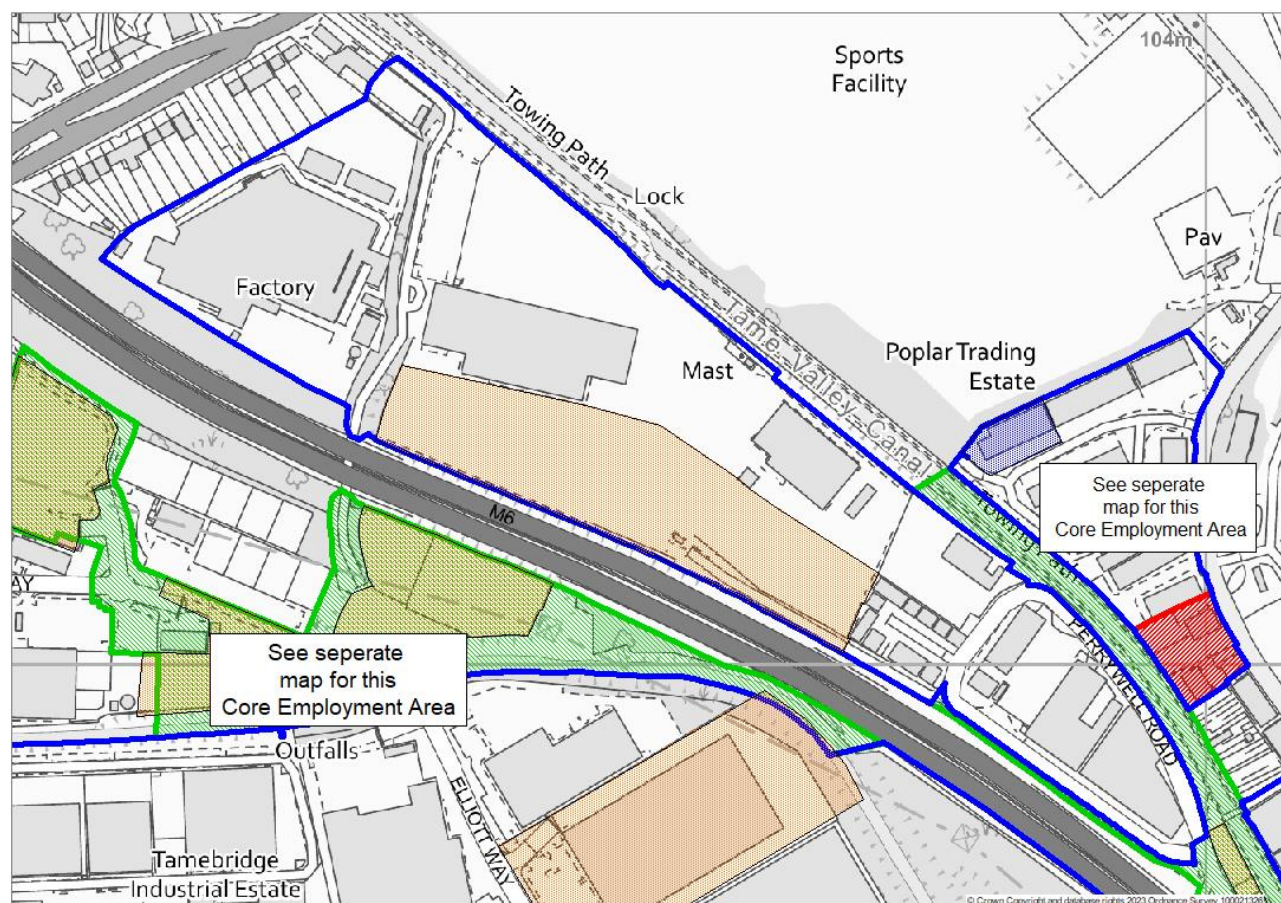 104m
Sports
Facility
Towing Path
Lock
Pav
Factory
Tame Valley Canal
Poplar Trading
Estate
Mast
See seperate
map for this
Core Employment Area
Towing Path
M6
PERRYWELL ROAD
See seperate
map for this
Core Employment Area
Outfalls
ELLIOTT WAY
Tamebridge
Industrial Estate
© Crown Copyright and database rights 2023 Ordnance Survey 100021326